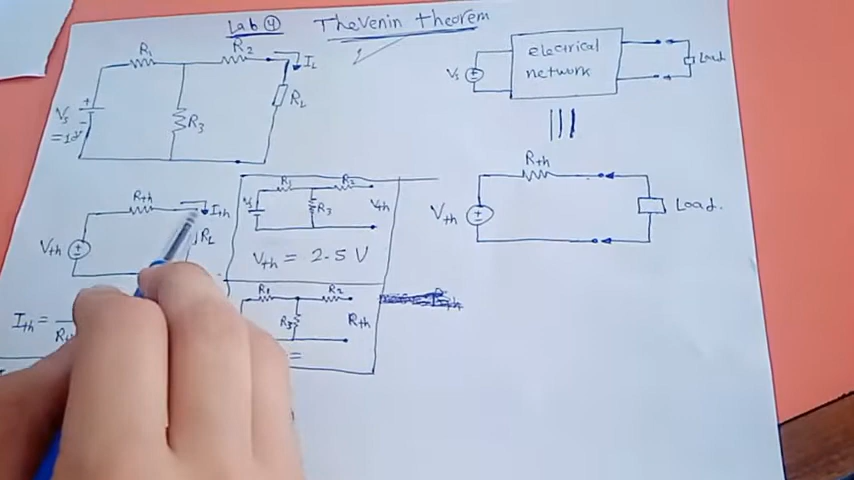 Lab 4
Thevenin theorem
R1
R2
IL
RL
R3
Vs
electrical
network
Vs
Load
Rth
Vth
Load.
Rth
Ith
RL
Vth
R1
R2
R3
Vth
Vth = 2.5 V
R1
R2
R3
Rth
=
Ith =